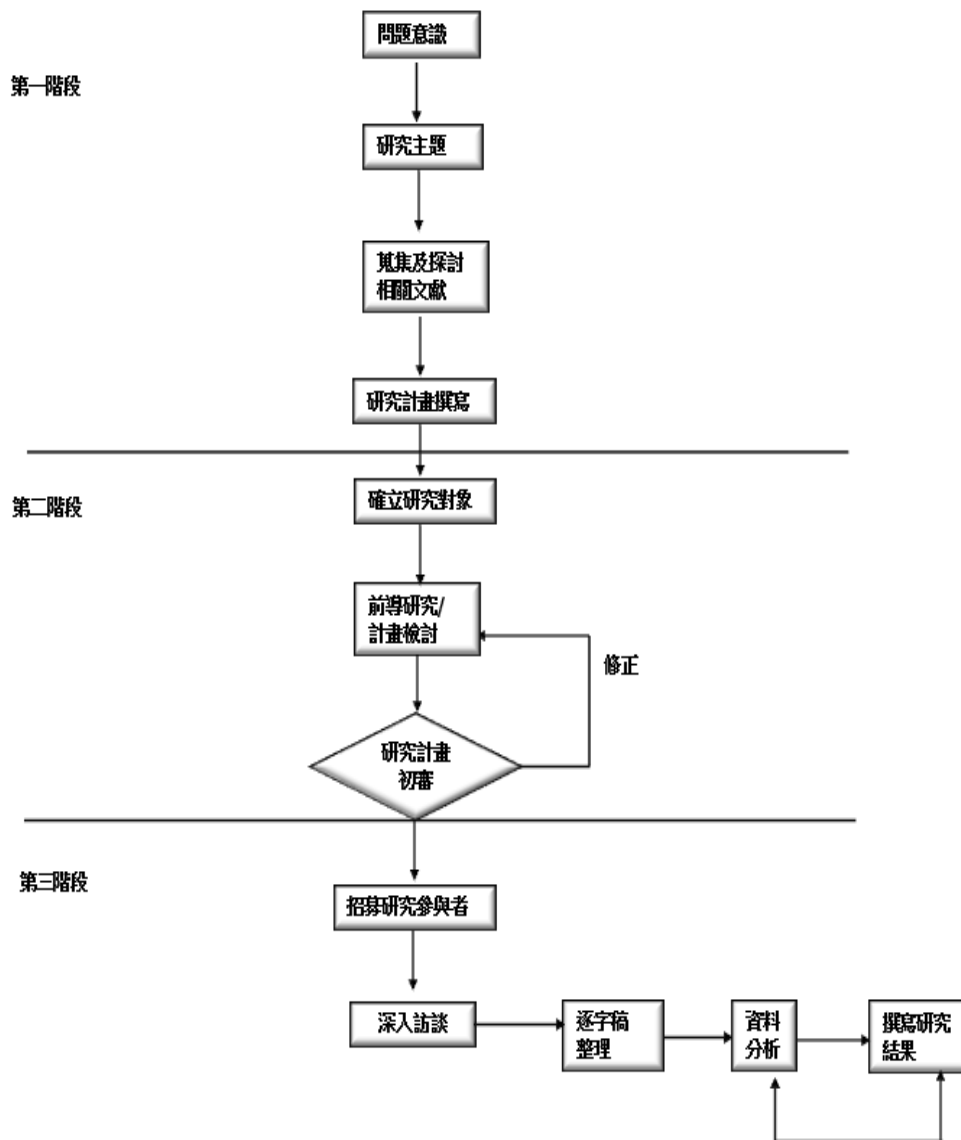 問題意識
第一階段
研究主題
蒐集及探討
相關文獻
研究計畫撰寫
確立研究對象
第二階段
前導研究/
計畫檢討
修正
研究計畫
初審
第三階段
招募研究參與者
深入訪談
逐字稿
整理
資料
分析
撰寫研究
結果